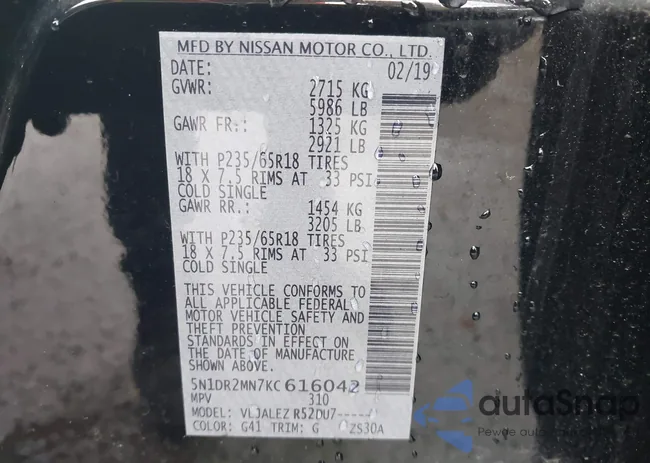 MFD BY NISSAN MOTOR CO., LTD.
DATE: 02/19
GVWR: 2715 KG
5986 LB
GAWR FR.: 1325 KG
2921 LB
WITH P235/65R18 TIRES
18 X 7.5 RIMS AT 33 PSI
COLD SINGLE
GAWR RR.: 1454 KG
3205 LB
WITH P235/65R18 TIRES
18 X 7.5 RIMS AT 33 PSI
COLD SINGLE
THIS VEHICLE CONFORMS TO
ALL APPLICABLE FEDERAL
MOTOR VEHICLE SAFETY AND
THEFT PREVENTION
STANDARDS IN EFFECT ON
THE DATE OF MANUFACTURE
SHOWN ABOVE.
5N1DR2MN7KC616042
MPV 310
MODEL: R52DU7-----
COLOR: G41 TRIM: G ZS30A
autoSnap
Pewne auto